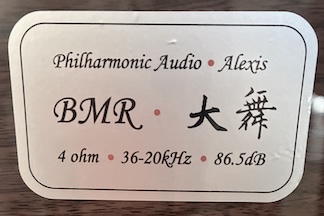 Philharmonic Audio • Alexis
BMR • 大舞
4 ohm • 36-20kHz • 86.5dB